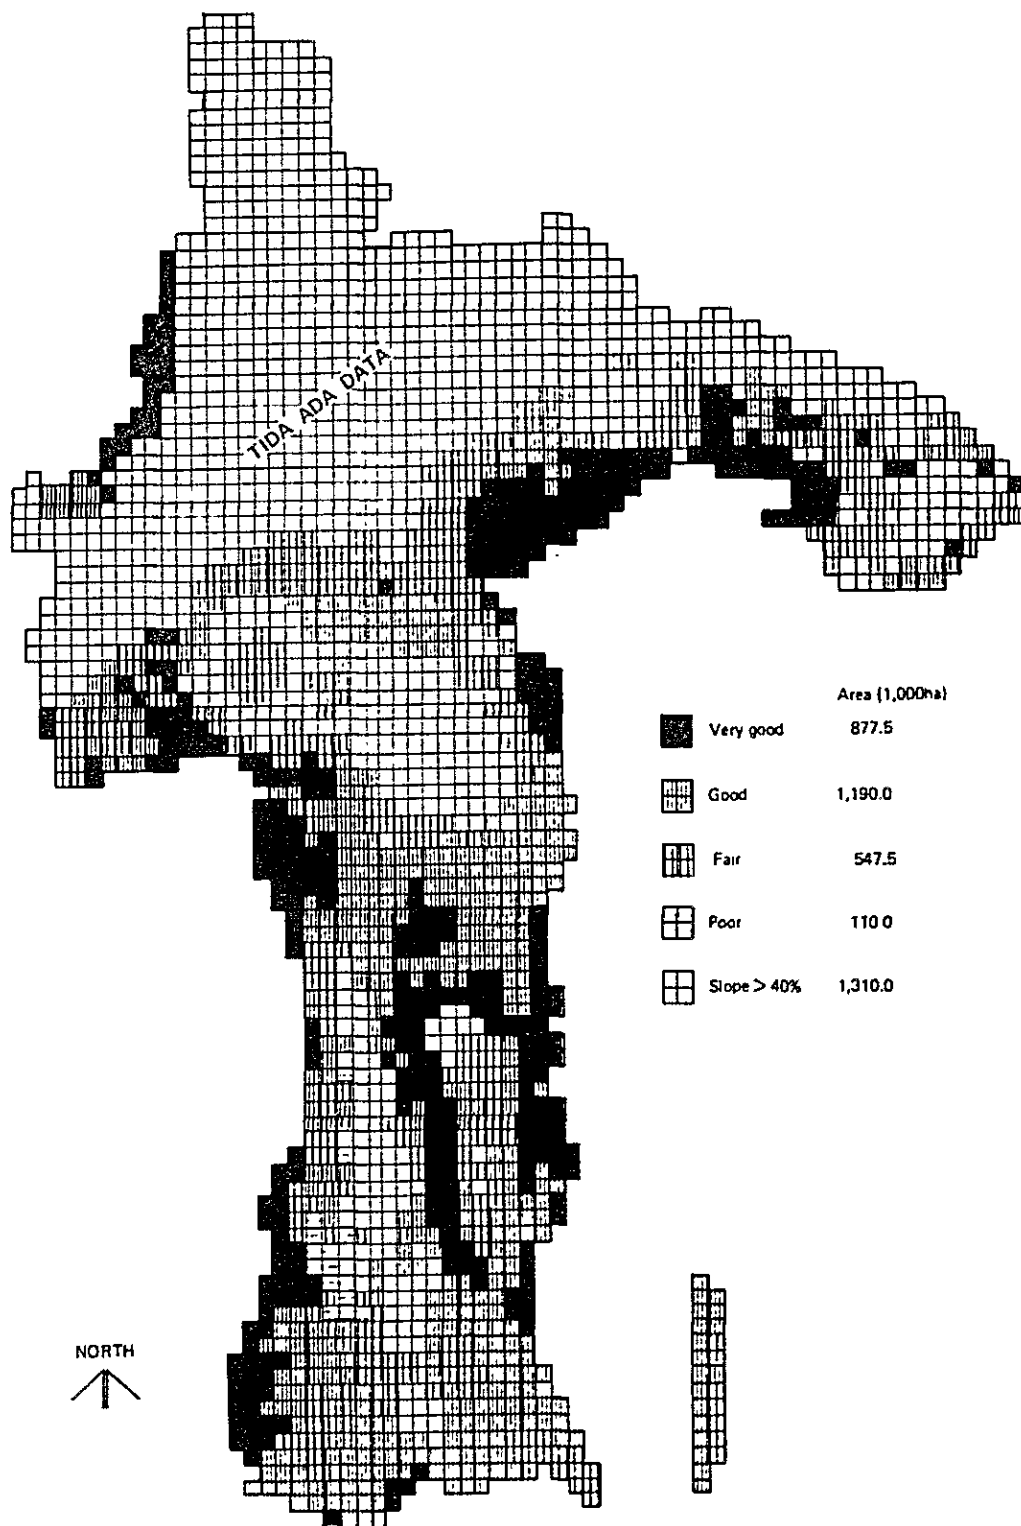 TIDA ADA DATA
Area (1,000ha)
Very good 877.5
Good 1,190.0
Fair 547.5
Poor 110 0
Slope > 40% 1,310.0
NORTH